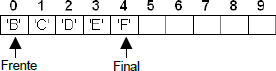 0 1 2 3 4 5 6 7 8 9
'B' 'C' 'D' 'E' 'F'
Frente Final